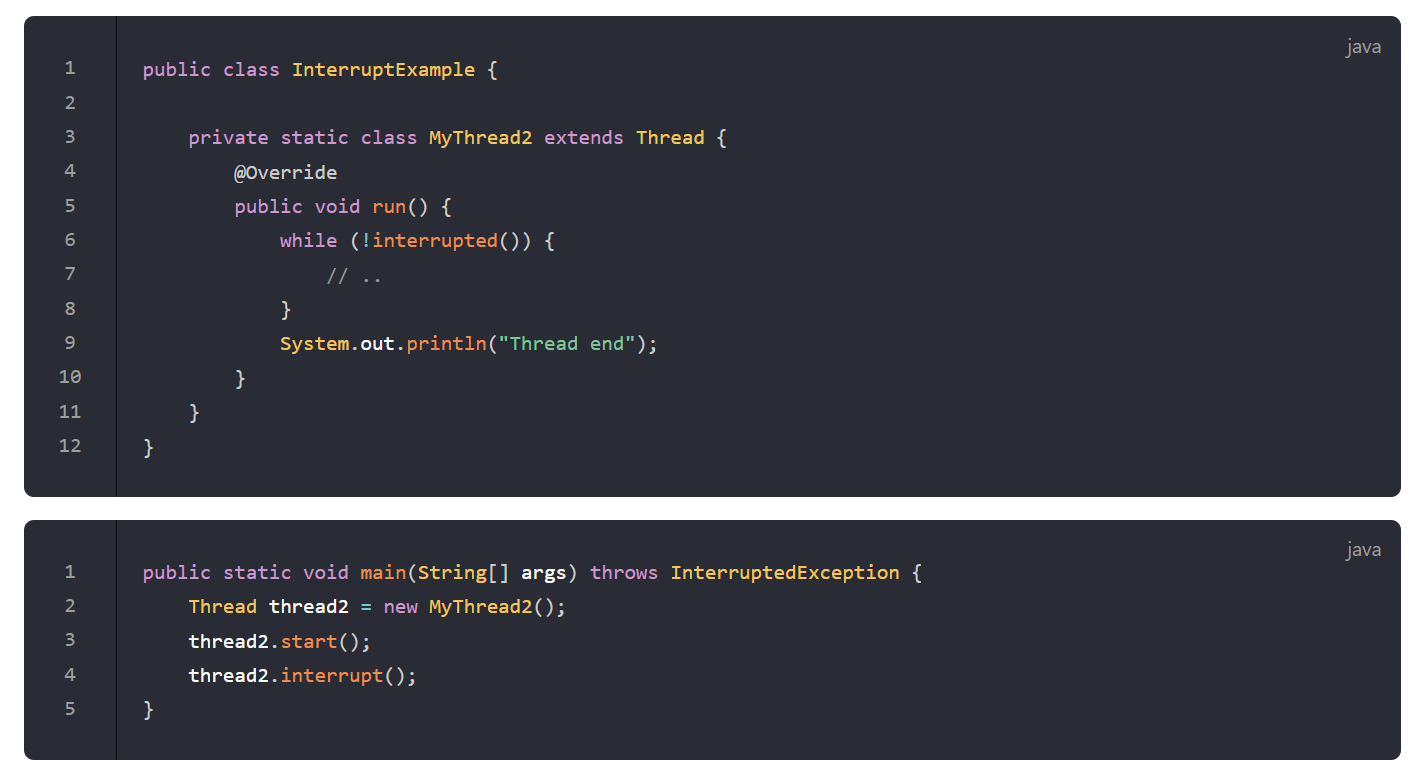 java
1 public class InterruptExample {
2
3     private static class MyThread2 extends Thread {
4         @Override
5         public void run() {
6             while (!interrupted()) {
7                 // ..
8             }
9             System.out.println("Thread end");
10         }
11     }
12 }
java
1 public static void main(String[] args) throws InterruptedException {
2     Thread thread2 = new MyThread2();
3     thread2.start();
4     thread2.interrupt();
5 }